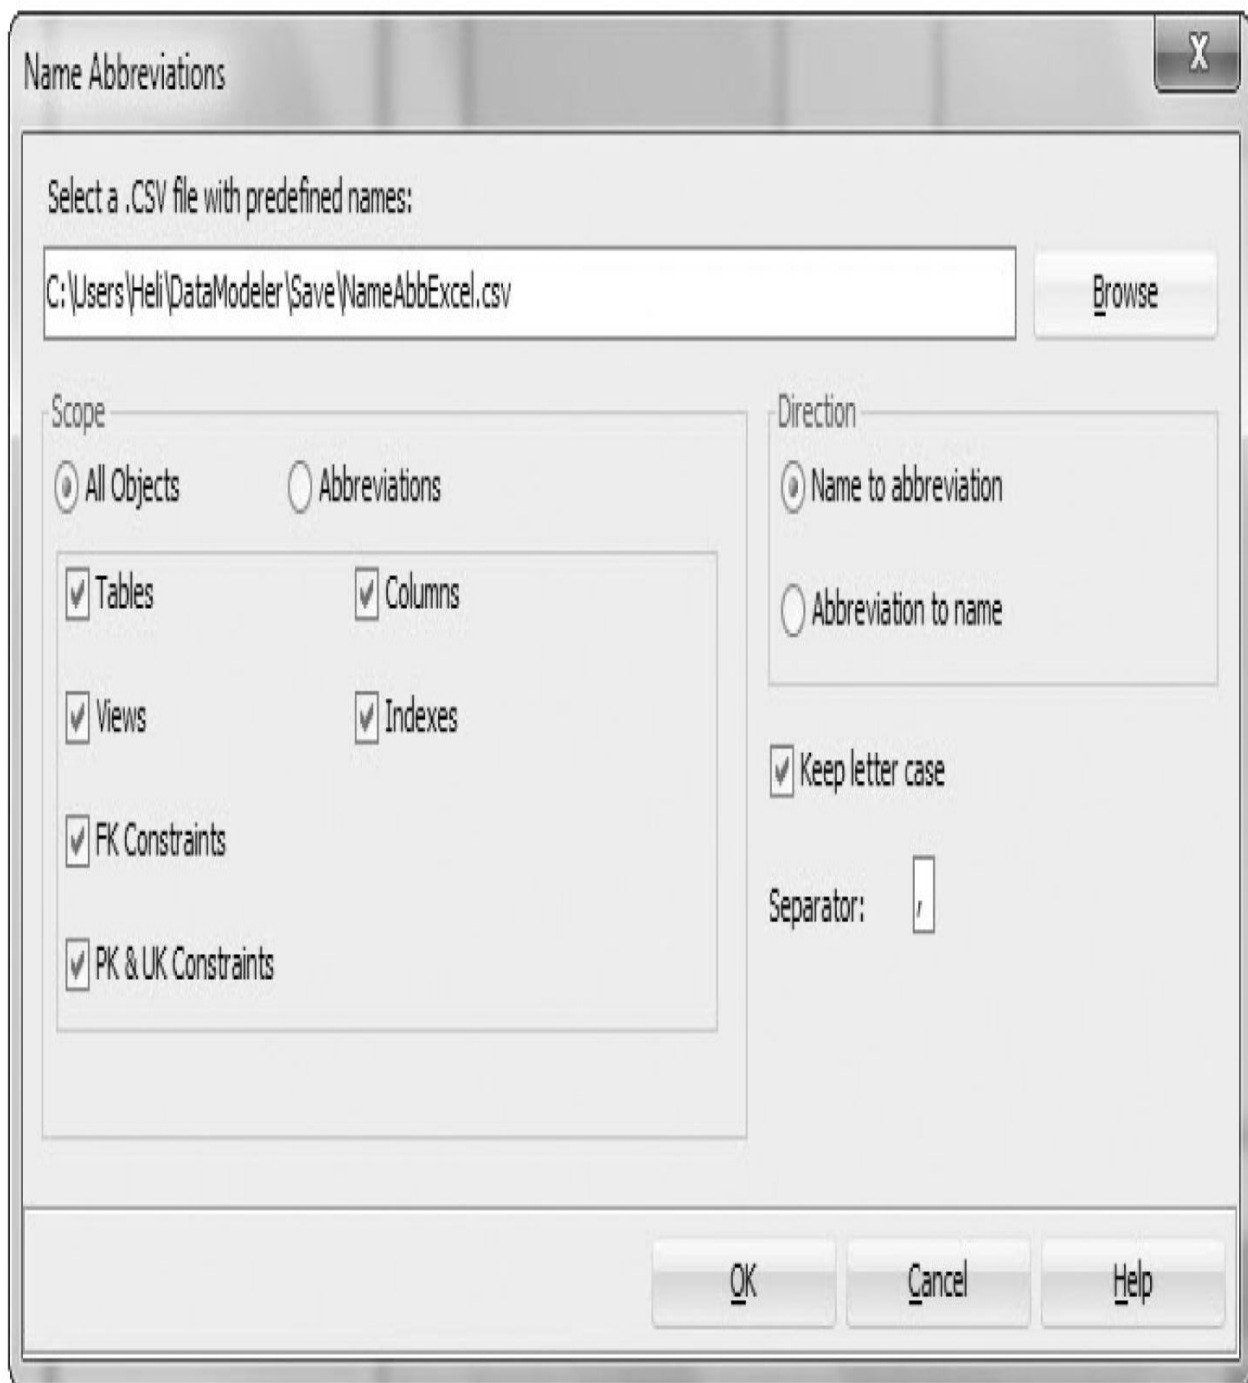 Name Abbreviations
X
Select a .CSV file with predefined names:
C:\Users\Heli\DataModeler\Save\NameAbbExcel.csv
Browse
Scope
Direction
All Objects
Abbreviations
Name to abbreviation
Tables
Columns
Abbreviation to name
Views
Indexes
Keep letter case
FK Constraints
Separator:
,
PK & UK Constraints
OK
Cancel
Help